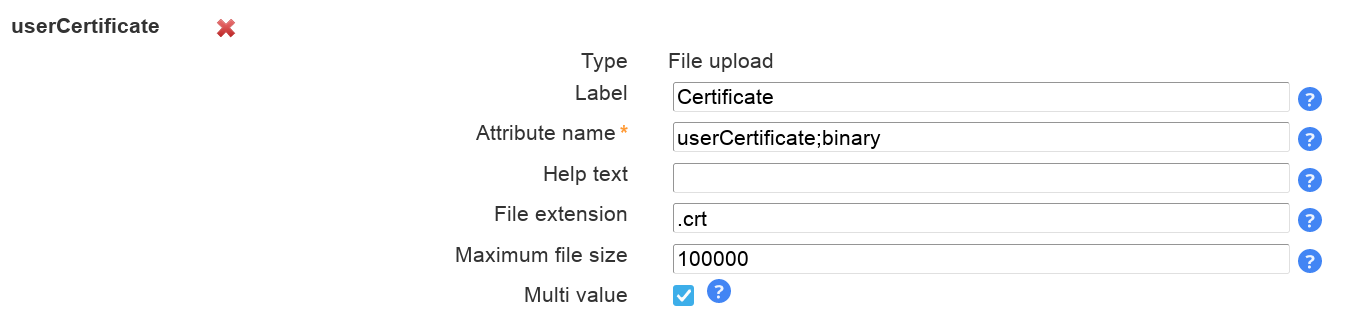 userCertificate
Type File upload
Label Certificate ?
Attribute name * userCertificate;binary ?
Help text ?
File extension .crt ?
Maximum file size 100000 ?
Multi value ?